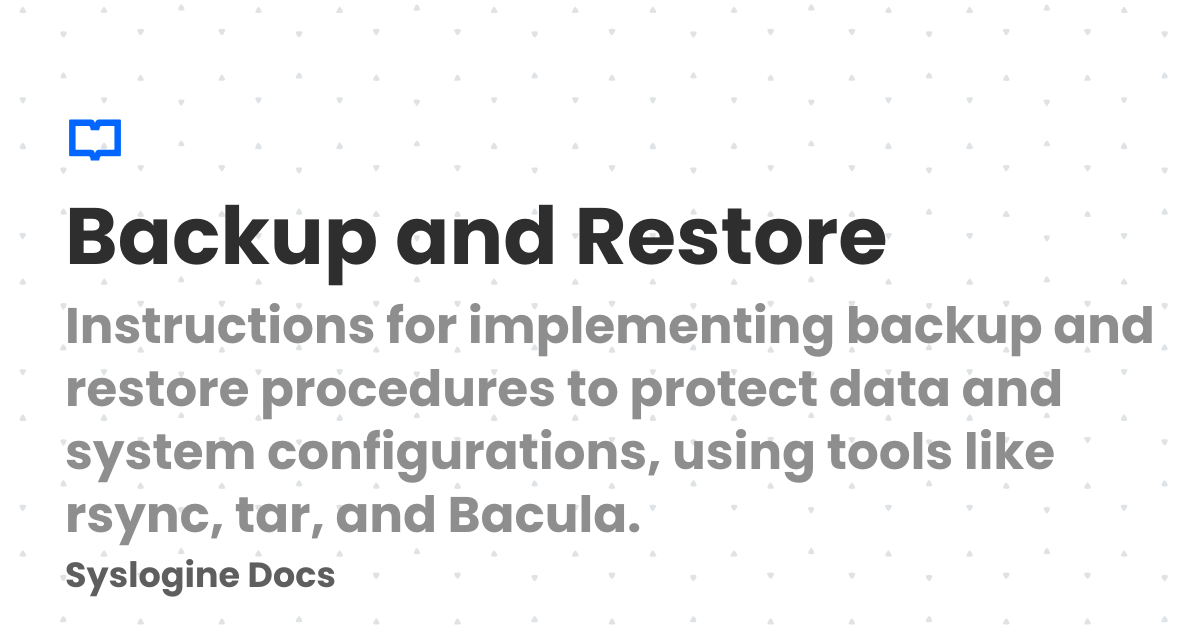 Backup and Restore
Instructions for implementing backup and
restore procedures to protect data and
system configurations, using tools like
rsync, tar, and Bacula.
Syslogine Docs